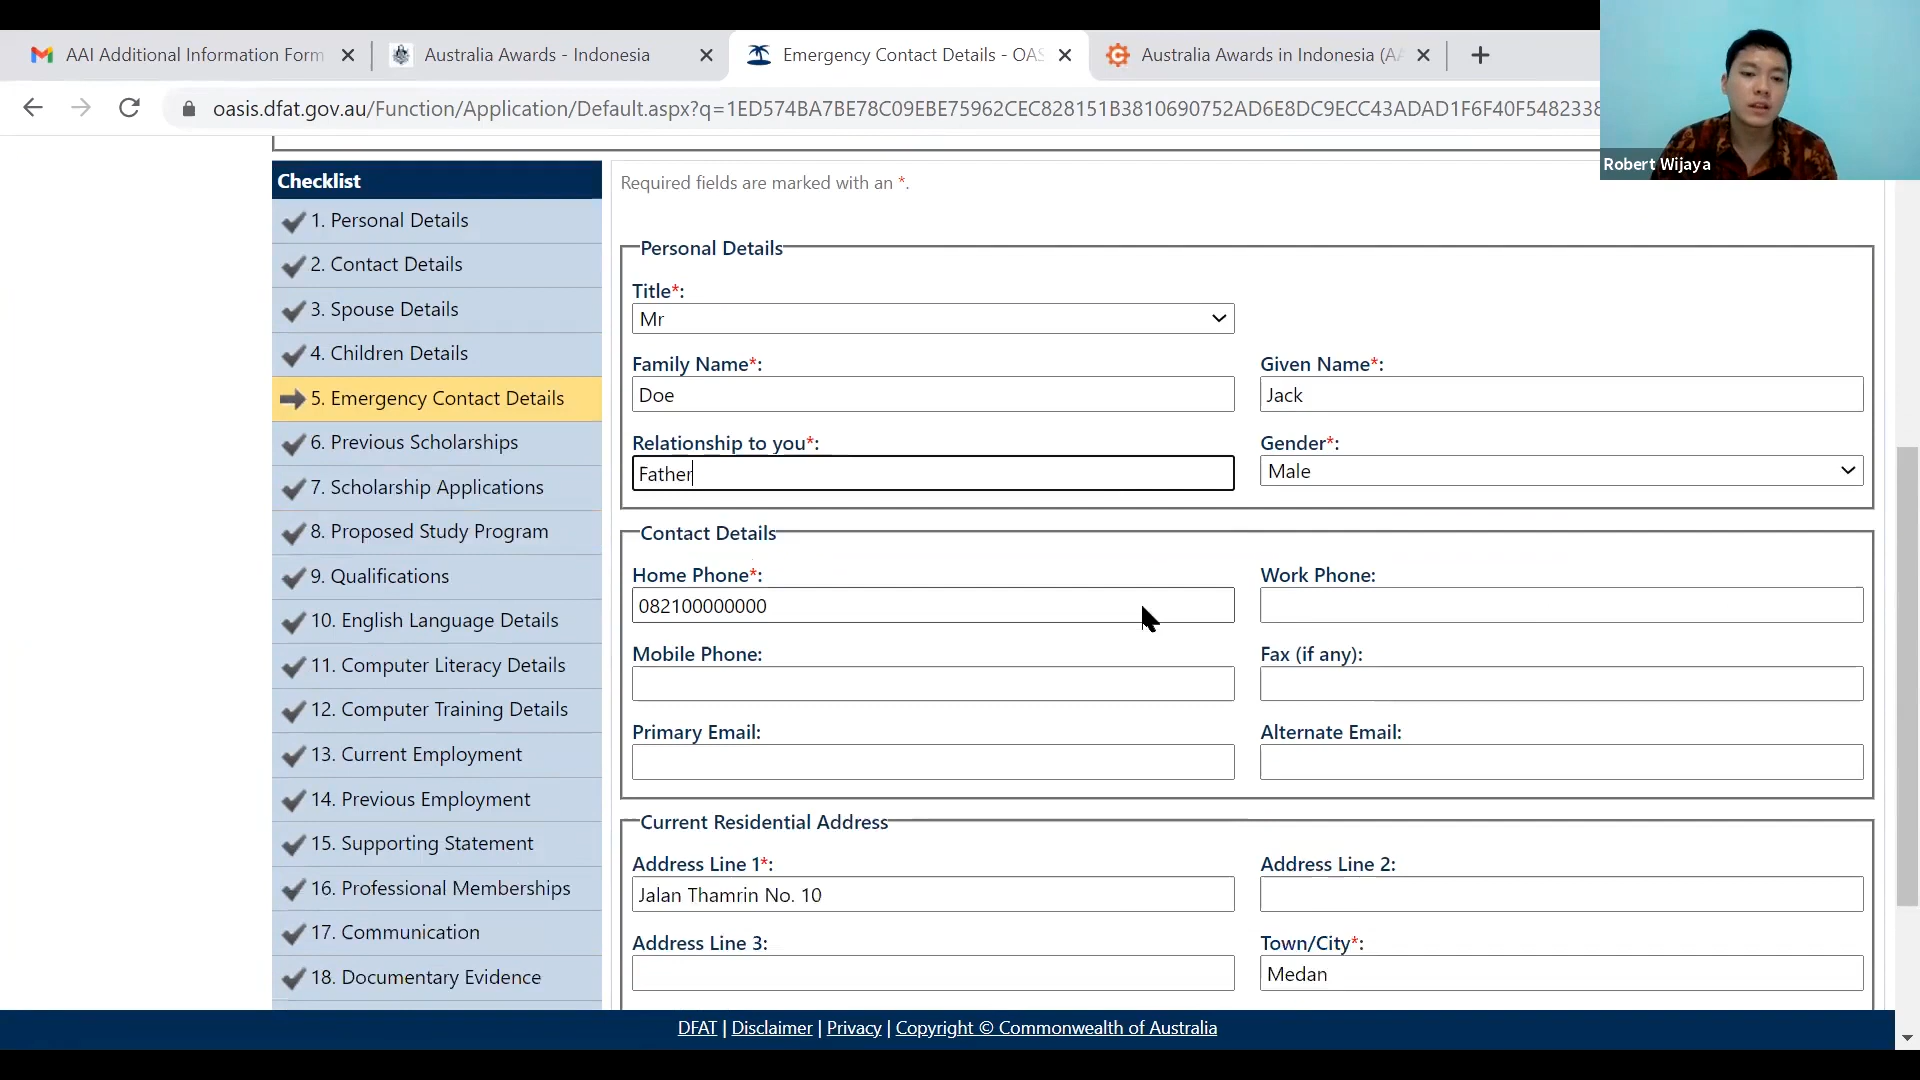 AAI Additional Information Form
Australia Awards - Indonesia
Emergency Contact Details - OAS
Australia Awards in Indonesia (AA
oasis.dfat.gov.au/Function/Application/Default.aspx?q=1ED574BA7BE78C09EBE75962CEC828151B3810690752AD6E8DC9ECC43ADAD1F6F40F5482338
Robert Wijaya
Checklist
1. Personal Details
2. Contact Details
3. Spouse Details
4. Children Details
5. Emergency Contact Details
6. Previous Scholarships
7. Scholarship Applications
8. Proposed Study Program
9. Qualifications
10. English Language Details
11. Computer Literacy Details
12. Computer Training Details
13. Current Employment
14. Previous Employment
15. Supporting Statement
16. Professional Memberships
17. Communication
18. Documentary Evidence
Required fields are marked with an *.
Personal Details
Title*:
Mr
Family Name*: Given Name*:
Doe Jack
Relationship to you*: Gender*:
Father Male
Contact Details
Home Phone*: Work Phone:
082100000000
Mobile Phone: Fax (if any):
Primary Email: Alternate Email:
Current Residential Address
Address Line 1*: Address Line 2:
Jalan Thamrin No. 10
Address Line 3: Town/City*:
Medan
DFAT | Disclaimer | Privacy | Copyright © Commonwealth of Australia